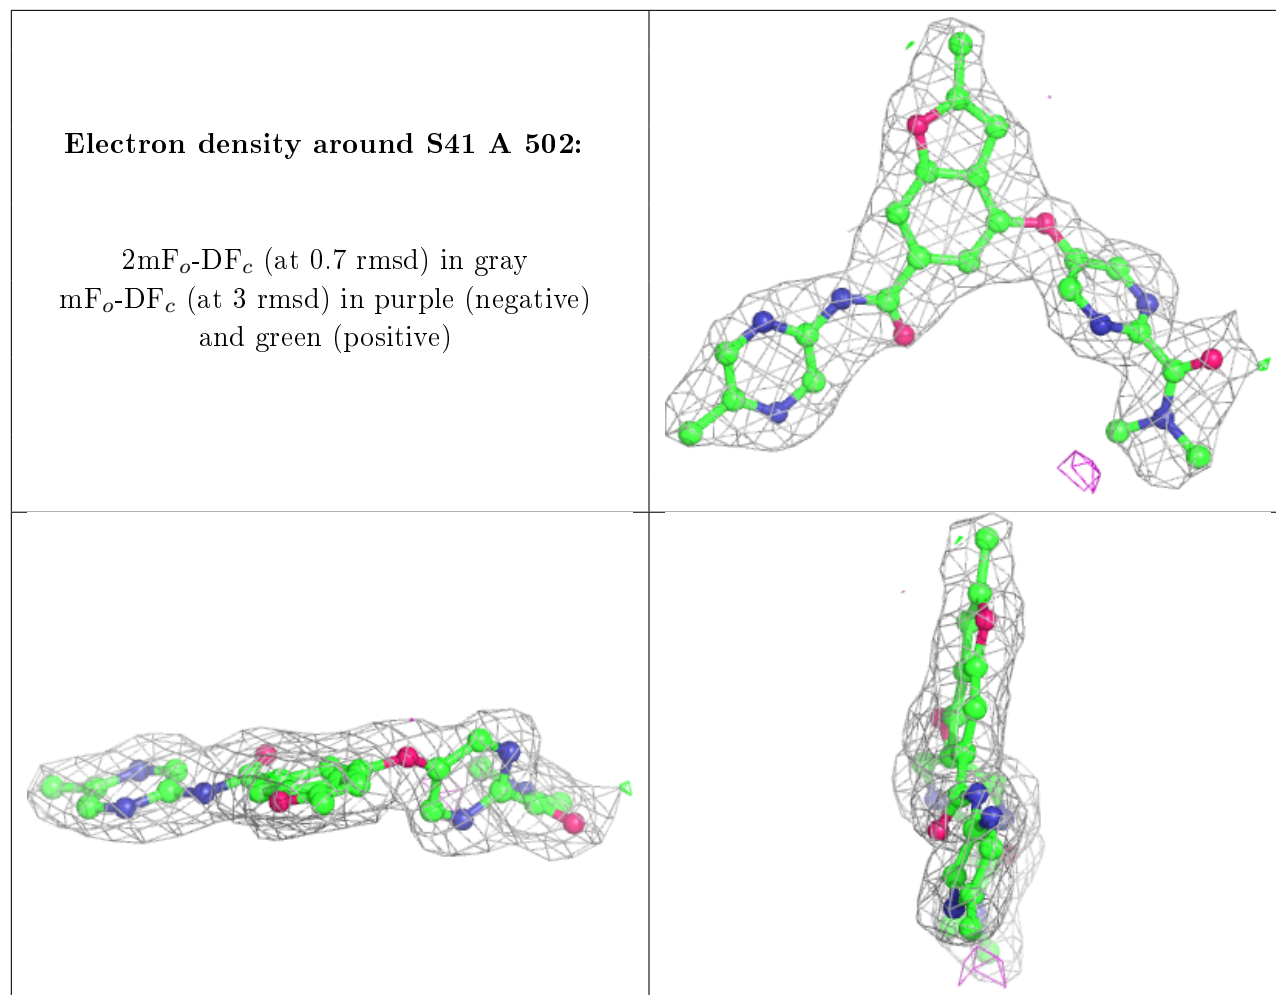 Electron density around S41 A 502:
2mFₒ-DF𝒸 (at 0.7 rmsd) in gray
mFₒ-DF𝒸 (at 3 rmsd) in purple (negative)
and green (positive)